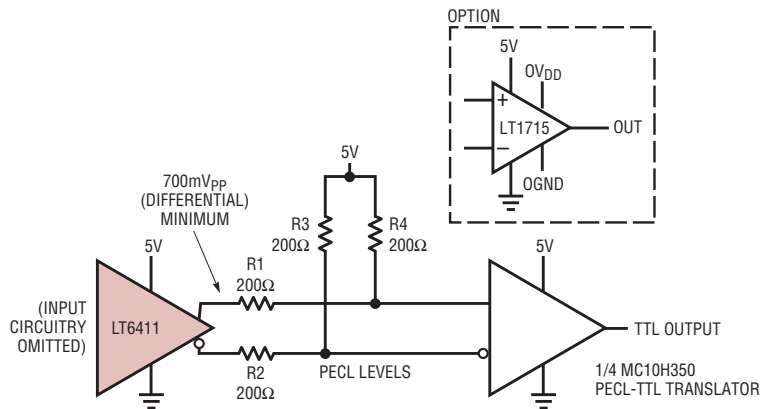 OPTION
5V
OVDD
+
LT1715
−
OUT
OGND
5V
700mVPP
(DIFFERENTIAL)
MINIMUM
R3
200Ω
R4
200Ω
5V
R1
200Ω
5V
(INPUT
CIRCUITRY
OMITTED)
LT6411
TTL OUTPUT
R2
200Ω
PECL LEVELS
1/4 MC10H350
PECL-TTL TRANSLATOR